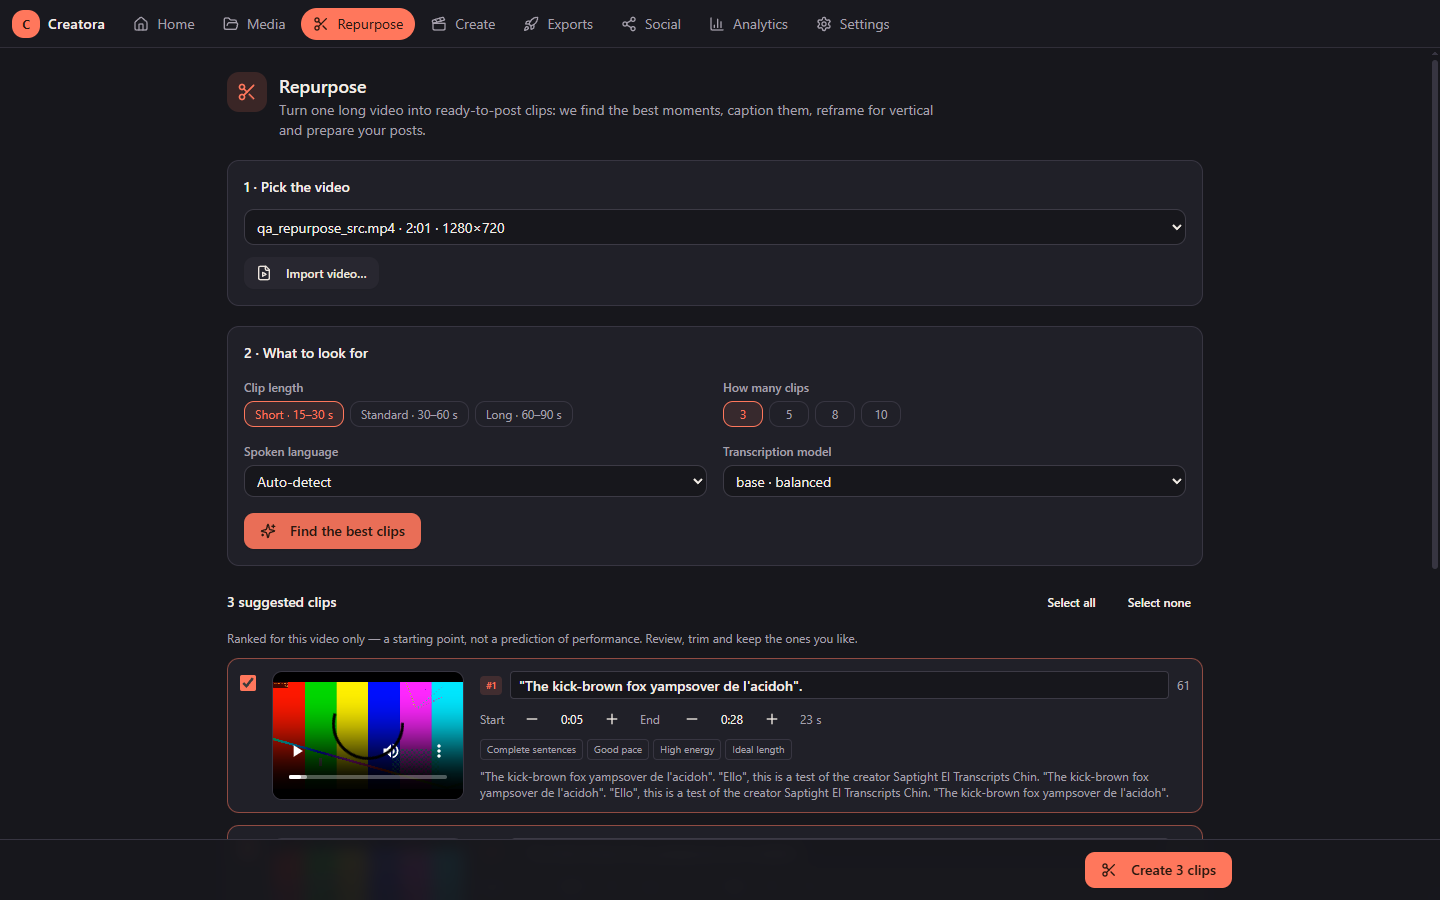 C Creatora Home Media Repurpose Create Exports Social Analytics Settings
Repurpose
Turn one long video into ready-to-post clips: we find the best moments, caption them, reframe for vertical
and prepare your posts.
1 · Pick the video
qa_repurpose_src.mp4 · 2:01 · 1280×720
Import video...
2 · What to look for
Clip length
Short · 15–30 s Standard · 30–60 s Long · 60–90 s
How many clips
3 5 8 10
Spoken language
Auto-detect
Transcription model
base · balanced
Find the best clips
3 suggested clips Select all Select none
Ranked for this video only — a starting point, not a prediction of performance. Review, trim and keep the ones you like.
#1 "The kick-brown fox yampsover de l'acidoh". 61
Start — 0:05 + End — 0:28 + 23 s
Complete sentences Good pace High energy Ideal length
"The kick-brown fox yampsover de l'acidoh". "Ello", this is a test of the creator Saptight El Transcripts Chin. "The kick-brown fox
yampsover de l'acidoh". "Ello", this is a test of the creator Saptight El Transcripts Chin. "The kick-brown fox yampsover de l'acidoh".
Create 3 clips